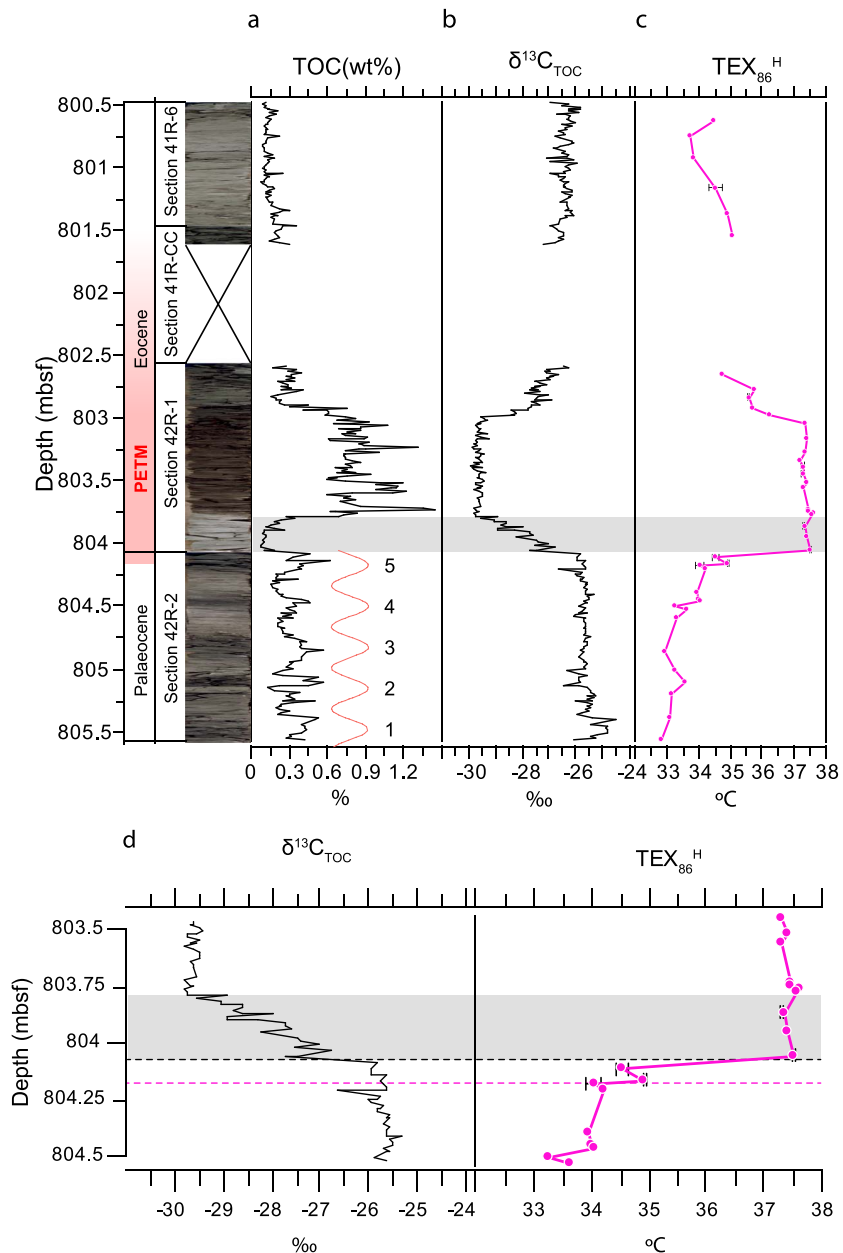 a b c
TOC(wt%) δ¹³C_TOC TEX₈₆ᴴ
800.5
801
801.5
802
802.5
803
803.5
804
804.5
805
805.5
Depth (mbsf)
Eocene
PETM
Palaeocene
Section 41R-6
Section 41R-CC
Section 42R-1
Section 42R-2
5
4
3
2
1
0 0.3 0.6 0.9 1.2 -30 -28 -26 -24 33 34 35 36 37 38
% ‰ ºC
d
δ¹³C_TOC TEX₈₆ᴴ
803.5
803.75
804
804.25
804.5
Depth (mbsf)
-30 -29 -28 -27 -26 -25 -24 33 34 35 36 37 38
‰ ºC